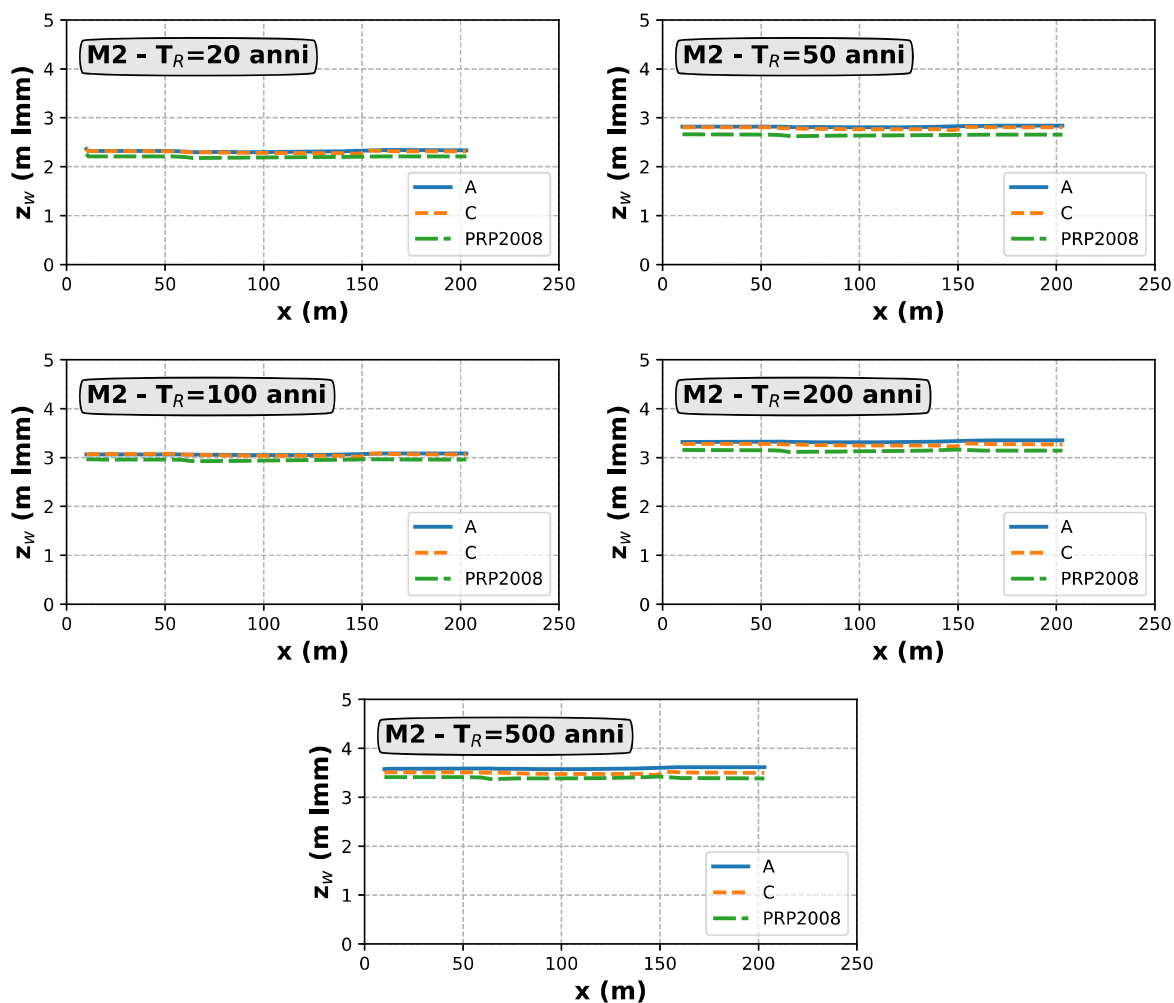 M2 - T_R=20 anni
z_w (m lmm)
5
4
3
2
1
0
A
C
PRP2008
0 50 100 150 200 250
x (m)
M2 - T_R=50 anni
z_w (m lmm)
5
4
3
2
1
0
A
C
PRP2008
0 50 100 150 200 250
x (m)
M2 - T_R=100 anni
z_w (m lmm)
5
4
3
2
1
0
A
C
PRP2008
0 50 100 150 200 250
x (m)
M2 - T_R=200 anni
z_w (m lmm)
5
4
3
2
1
0
A
C
PRP2008
0 50 100 150 200 250
x (m)
M2 - T_R=500 anni
z_w (m lmm)
5
4
3
2
1
0
A
C
PRP2008
0 50 100 150 200 250
x (m)